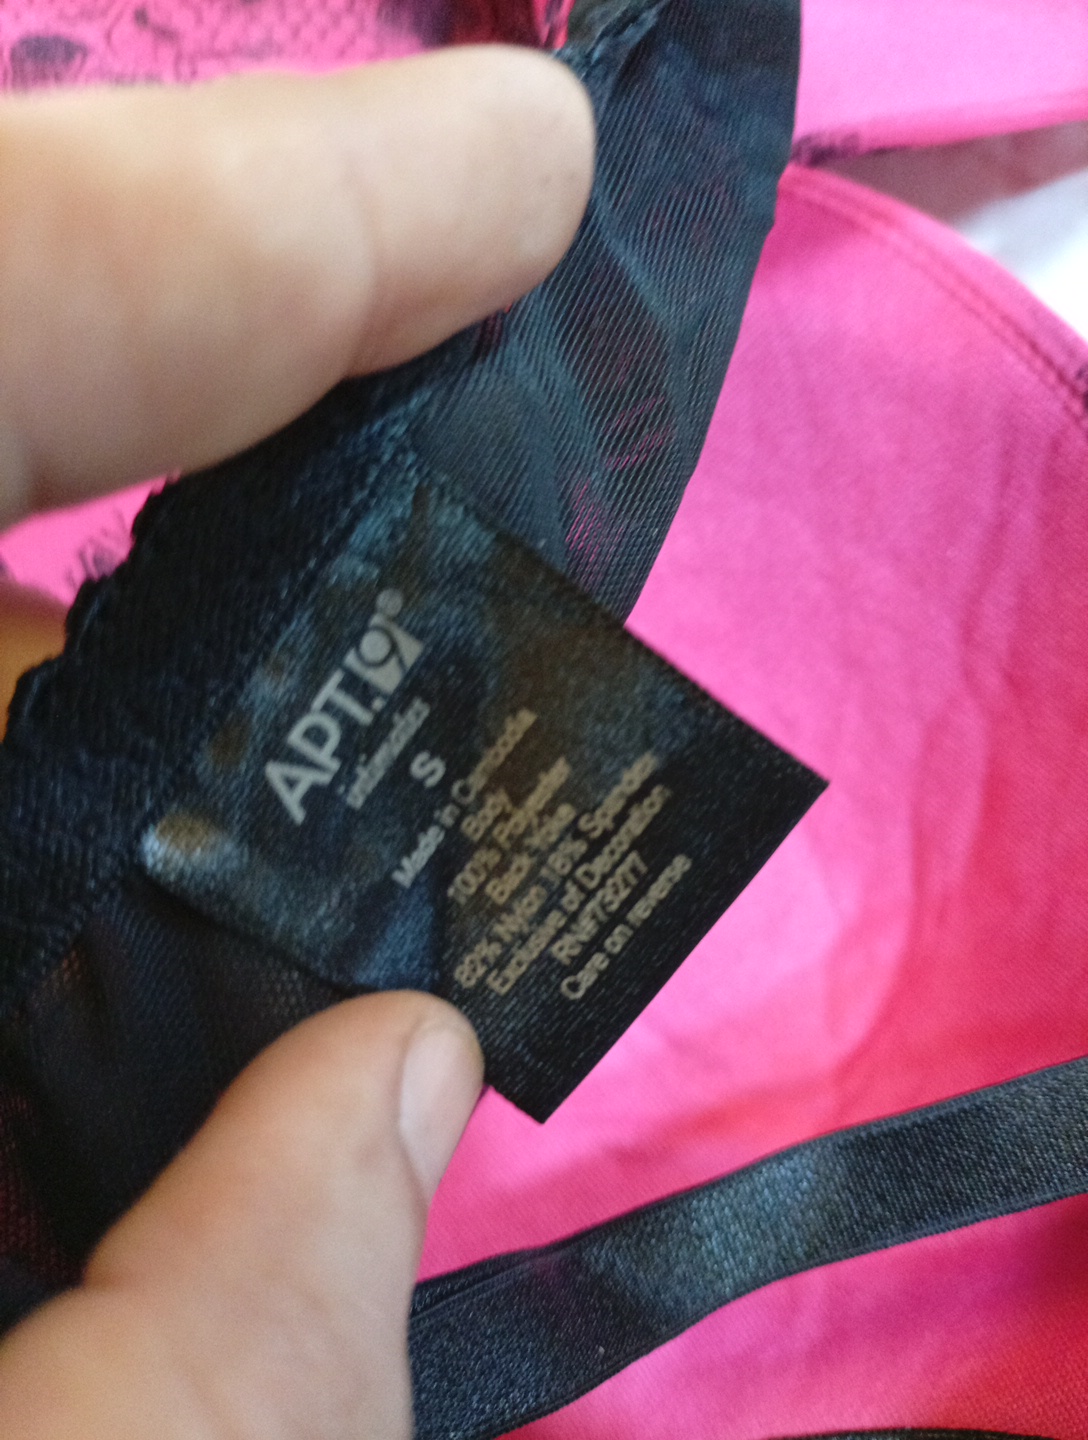 APT.9®
intimates
S
Made in Cambodia
Body
100% Polyester
Back Yoke
82% Nylon 18% Spandex
Exclusive of Decoration
RN#73277
Care on reverse